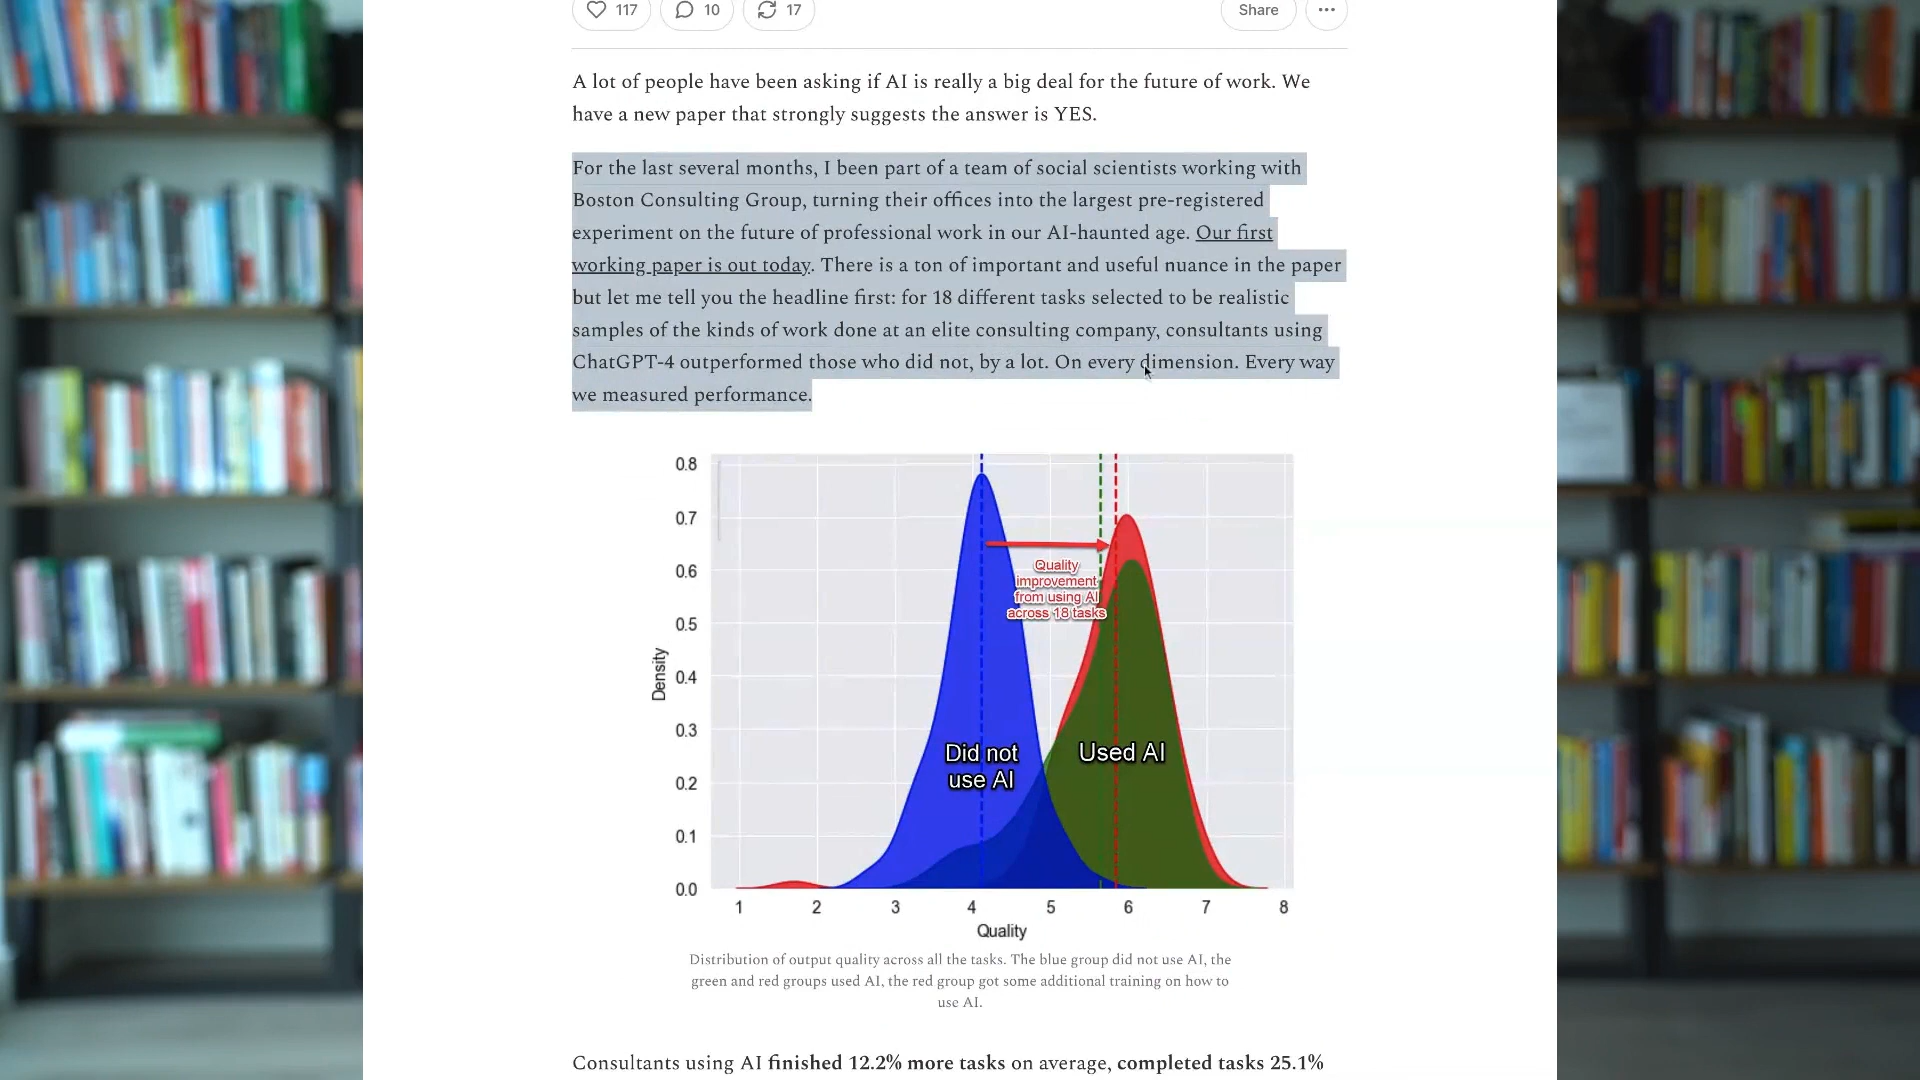 117 10 17 Share
A lot of people have been asking if AI is really a big deal for the future of work. We
have a new paper that strongly suggests the answer is YES.
For the last several months, I been part of a team of social scientists working with
Boston Consulting Group, turning their offices into the largest pre-registered
experiment on the future of professional work in our AI-haunted age. Our first
working paper is out today. There is a ton of important and useful nuance in the paper
but let me tell you the headline first: for 18 different tasks selected to be realistic
samples of the kinds of work done at an elite consulting company, consultants using
ChatGPT-4 outperformed those who did not, by a lot. On every dimension. Every way
we measured performance.
0.8
0.7
0.6
0.5
0.4
0.3
0.2
0.1
0.0
Density
Quality
improvement
from using AI
across 18 tasks
Did not
use AI
Used AI
1 2 3 4 5 6 7 8
Quality
Distribution of output quality across all the tasks. The blue group did not use AI, the
green and red groups used AI, the red group got some additional training on how to
use AI.
Consultants using AI finished 12.2% more tasks on average, completed tasks 25.1%